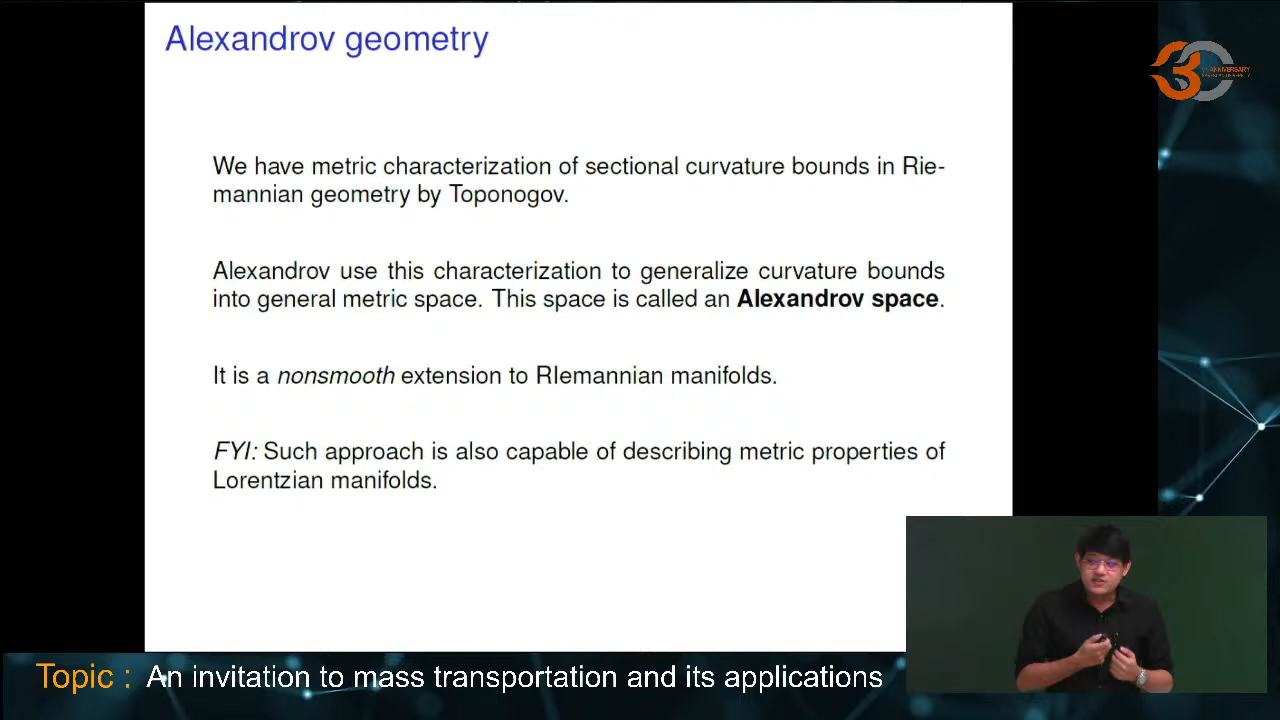 Alexandrov geometry
We have metric characterization of sectional curvature bounds in Rie-
mannian geometry by Toponogov.
Alexandrov use this characterization to generalize curvature bounds
into general metric space. This space is called an Alexandrov space.
It is a nonsmooth extension to RIemannian manifolds.
FYI: Such approach is also capable of describing metric properties of
Lorentzian manifolds.
30
ANNIVERSARY
Topic : An invitation to mass transportation and its applications